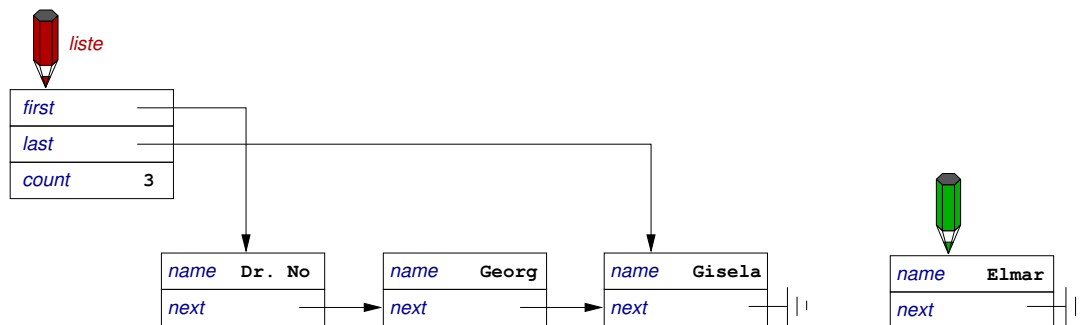 liste
first
last
count 3
name Dr. No
next
name Georg
next
name Gisela
next
name Elmar
next